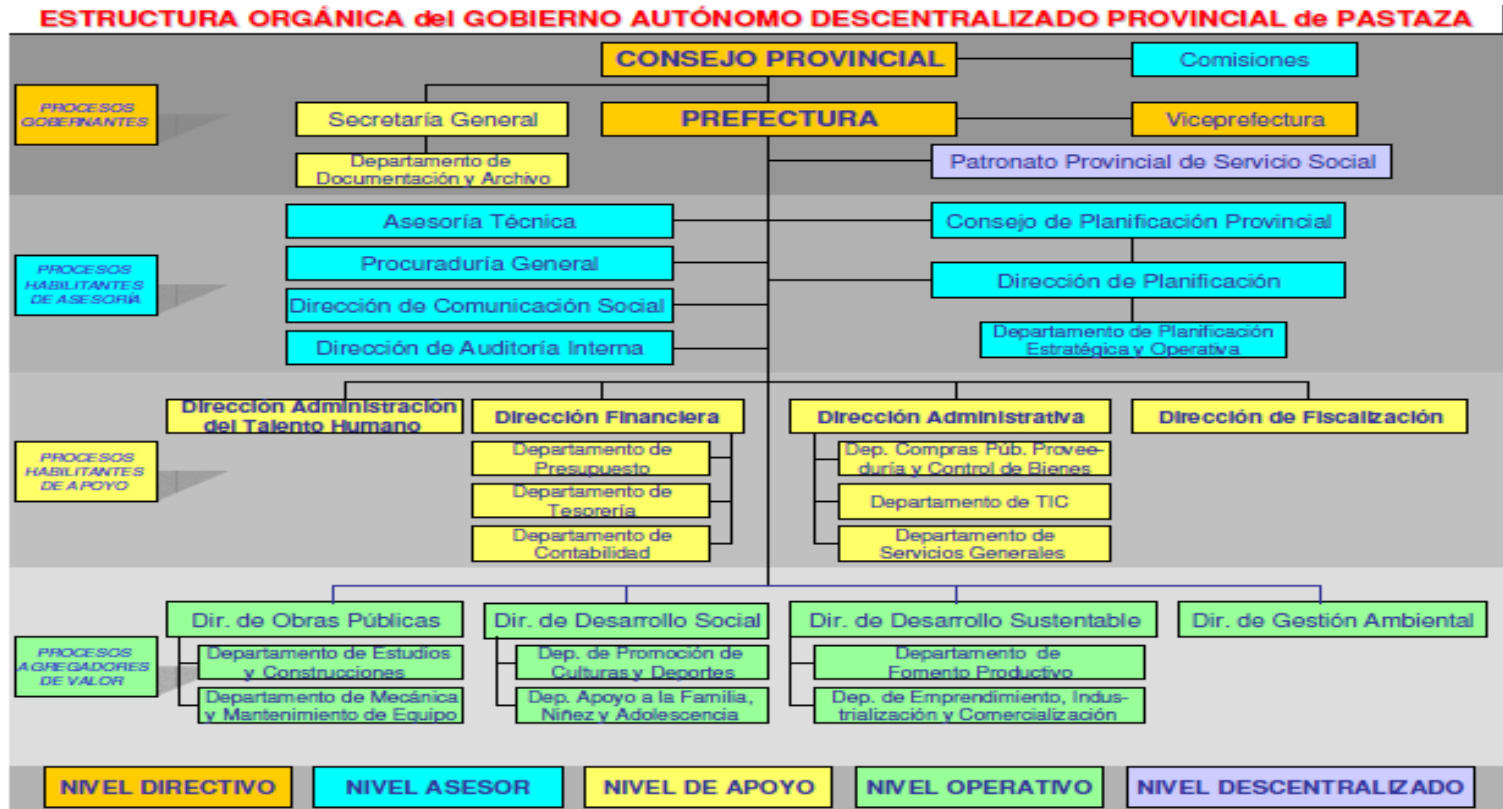 ESTRUCTURA ORGÁNICA del GOBIERNO AUTÓNOMO DESCENTRALIZADO PROVINCIAL de PASTAZA
CONSEJO PROVINCIAL
Comisiones
PROCESOS
GOBERNANTES
Secretaría General
PREFECTURA
Viceprefectura
Departamento de
Documentación y Archivo
Patronato Provincial de Servicio Social
Asesoría Técnica
Consejo de Planificación Provincial
PROCESOS
HABILITANTES
DE ASESORÍA
Procuraduría General
Dirección de Planificación
Dirección de Comunicación Social
Dirección de Auditoría Interna
Departamento de Planificación
Estratégica y Operativa
Dirección Administración
del Talento Humano
Dirección Financiera
Dirección Administrativa
Dirección de Fiscalización
PROCESOS
HABILITANTES
DE APOYO
Departamento de
Presupuesto
Dep. Compras Púb. Provee-
duría y Control de Bienes
Departamento de
Tesorería
Departamento de TIC
Departamento de
Contabilidad
Departamento de
Servicios Generales
Dir. de Obras Públicas
Dir. de Desarrollo Social
Dir. de Desarrollo Sustentable
Dir. de Gestión Ambiental
PROCESOS
AGREGADORES
DE VALOR
Departamento de Estudios
y Construcciones
Dep. de Promoción de
Culturas y Deportes
Departamento de
Fomento Productivo
Departamento de Mecánica
y Mantenimiento de Equipo
Dep. Apoyo a la Familia,
Niñez y Adolescencia
Dep. de Emprendimiento, Indus-
trialización y Comercialización
NIVEL DIRECTIVO
NIVEL ASESOR
NIVEL DE APOYO
NIVEL OPERATIVO
NIVEL DESCENTRALIZADO